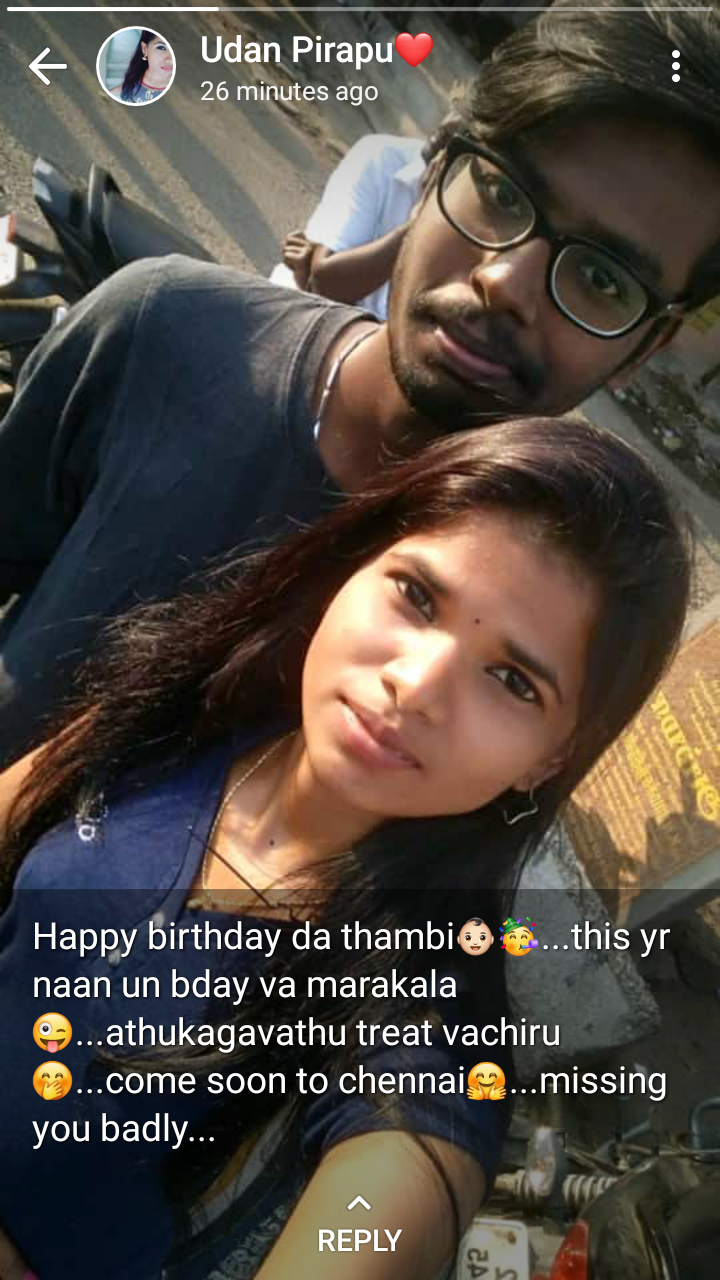 Udan Pirapu❤️
26 minutes ago
Happy birthday da thambi👶🏻🥳...this yr
naan un bday va marakala
😜...athukagavathu treat vachiru
🤭...come soon to chennai🤗...missing
you badly...
REPLY